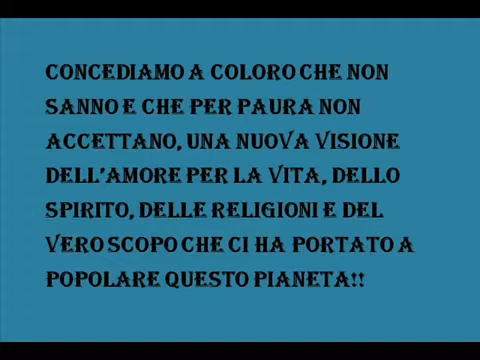 CONCEDIAMO A COLORO CHE NON
SANNO E CHE PER PAURA NON
ACCETTANO, UNA NUOVA VISIONE
DELL'AMORE PER LA VITA, DELLO
SPIRITO, DELLE RELIGIONI E DEL
VERO SCOPO CHE CI HA PORTATO A
POPOLARE QUESTO PIANETA!!